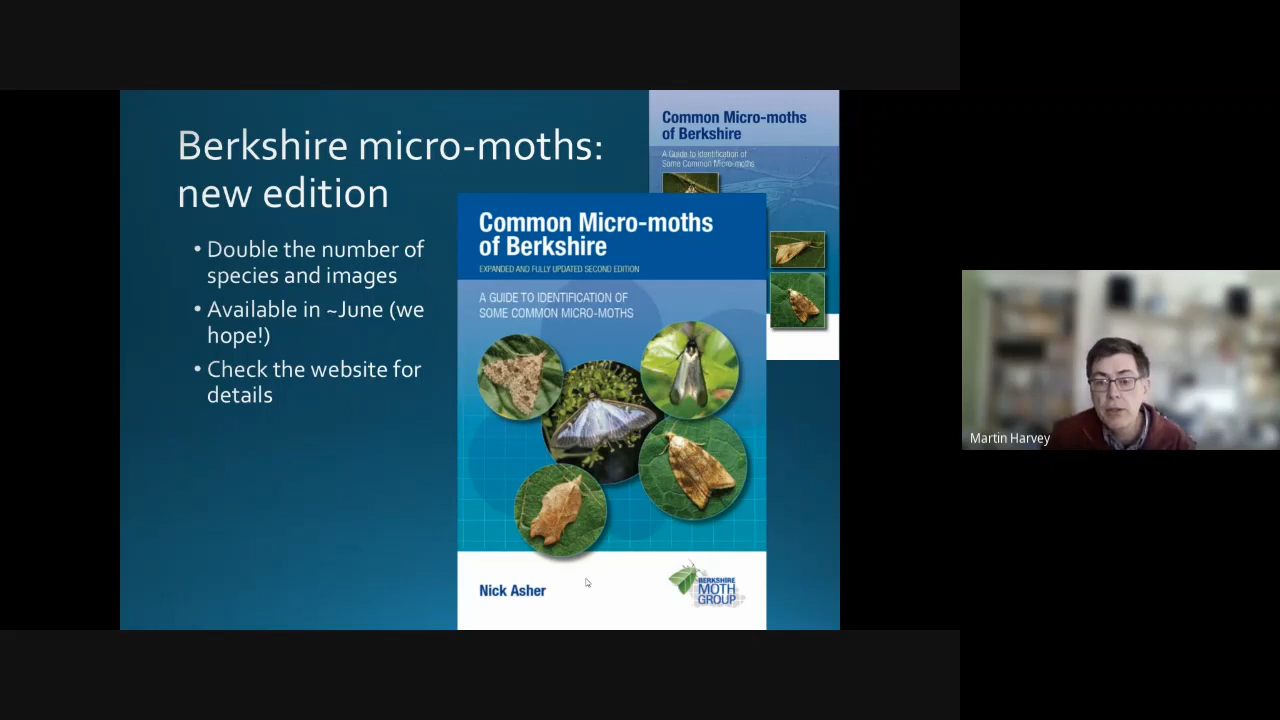 Berkshire micro-moths:
new edition
• Double the number of
species and images
• Available in ~June (we
hope!)
• Check the website for
details
Common Micro-moths
of Berkshire
A Guide to Identification of
Some Common Micro-moths
Common Micro-moths
of Berkshire
EXPANDED AND FULLY UPDATED SECOND EDITION
A GUIDE TO IDENTIFICATION OF
SOME COMMON MICRO-MOTHS
Nick Asher
BERKSHIRE
MOTH
GROUP
Martin Harvey